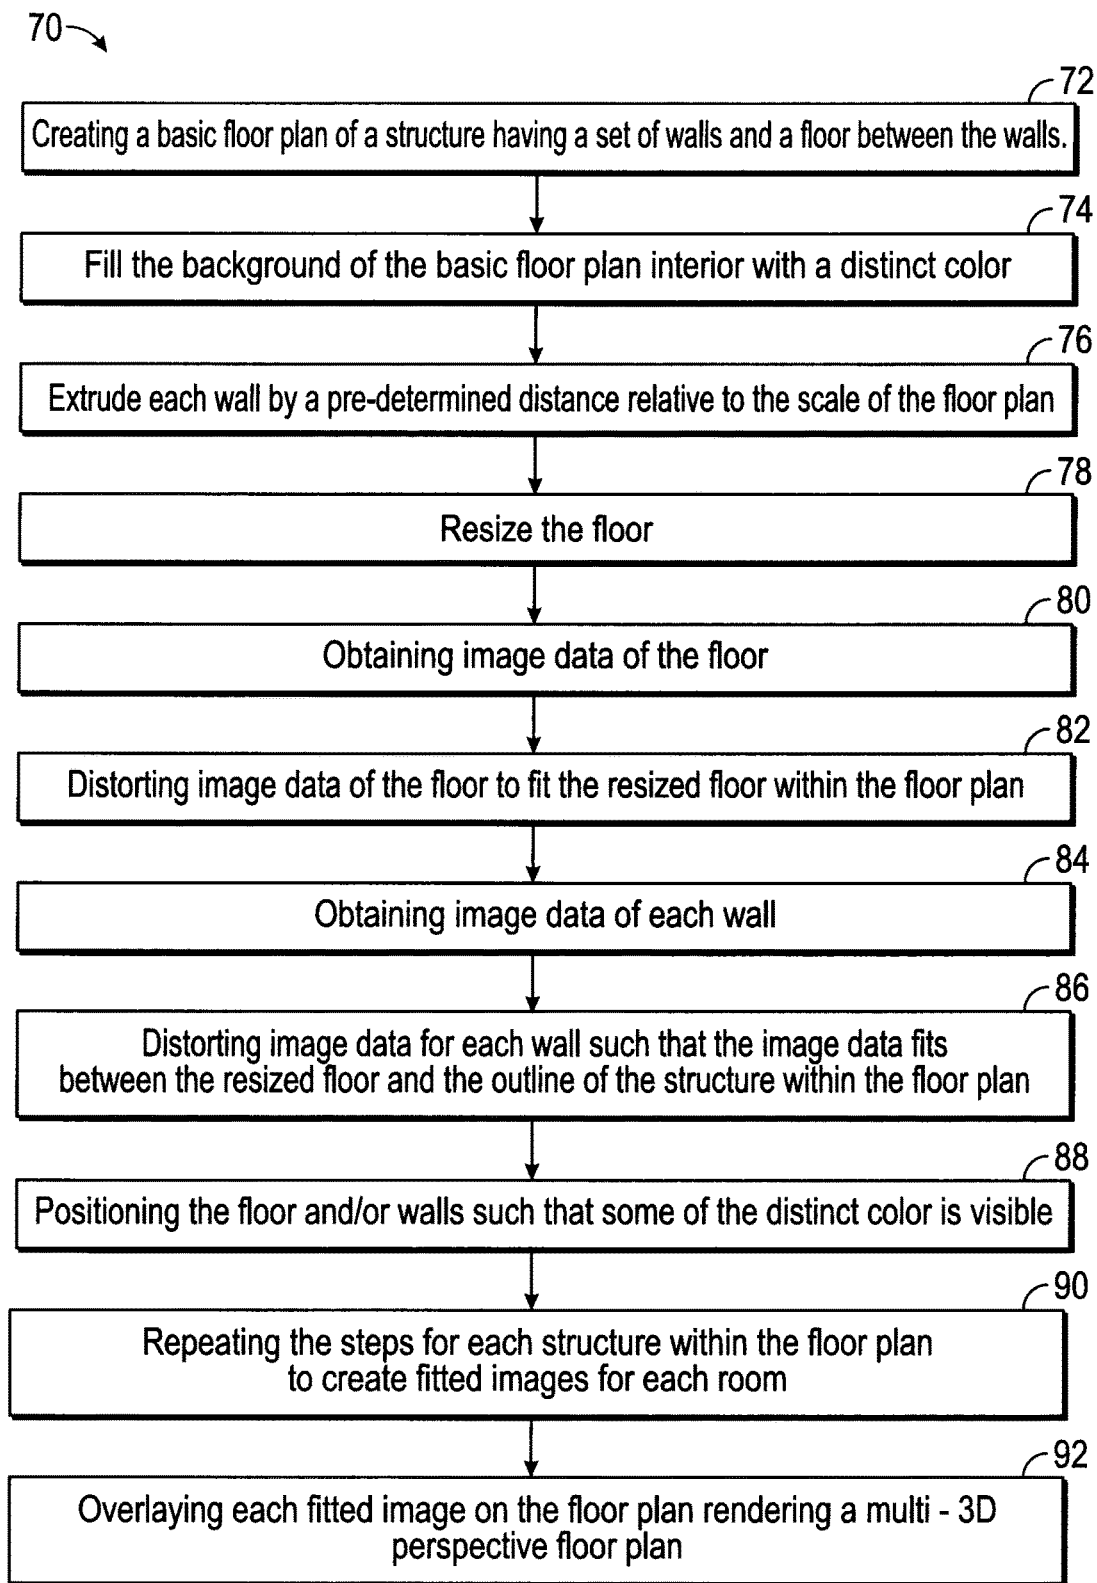 70
72
Creating a basic floor plan of a structure having a set of walls and a floor between the walls.
74
Fill the background of the basic floor plan interior with a distinct color
76
Extrude each wall by a pre-determined distance relative to the scale of the floor plan
78
Resize the floor
80
Obtaining image data of the floor
82
Distorting image data of the floor to fit the resized floor within the floor plan
84
Obtaining image data of each wall
86
Distorting image data for each wall such that the image data fits
between the resized floor and the outline of the structure within the floor plan
88
Positioning the floor and/or walls such that some of the distinct color is visible
90
Repeating the steps for each structure within the floor plan
to create fitted images for each room
92
Overlaying each fitted image on the floor plan rendering a multi - 3D
perspective floor plan